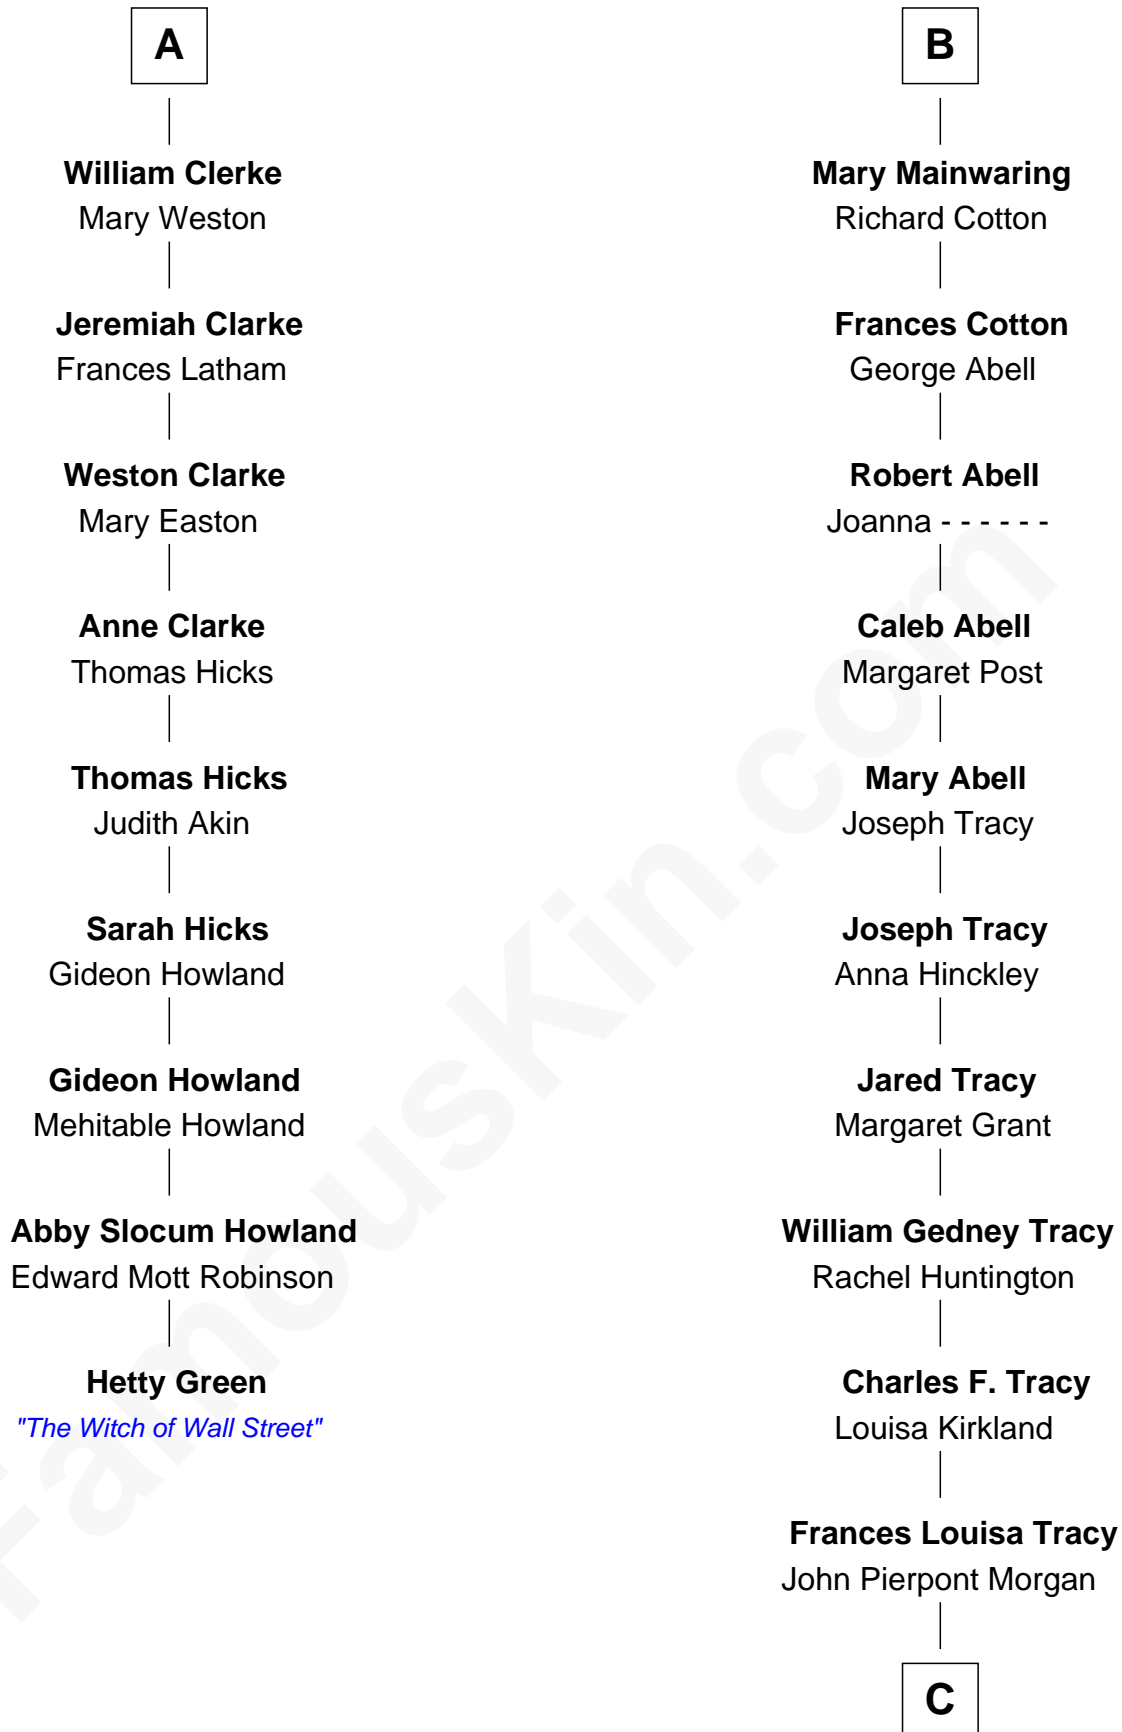 A
William Clerke
Mary Weston
Jeremiah Clarke
Frances Latham
Weston Clarke
Mary Easton
Anne Clarke
Thomas Hicks
Thomas Hicks
Judith Akin
Sarah Hicks
Gideon Howland
Gideon Howland
Mehitable Howland
Abby Slocum Howland
Edward Mott Robinson
Hetty Green
"The Witch of Wall Street"
B
Mary Mainwaring
Richard Cotton
Frances Cotton
George Abell
Robert Abell
Joanna - - - - - -
Caleb Abell
Margaret Post
Mary Abell
Joseph Tracy
Joseph Tracy
Anna Hinckley
Jared Tracy
Margaret Grant
William Gedney Tracy
Rachel Huntington
Charles F. Tracy
Louisa Kirkland
Frances Louisa Tracy
John Pierpont Morgan
C
FamousKin.com